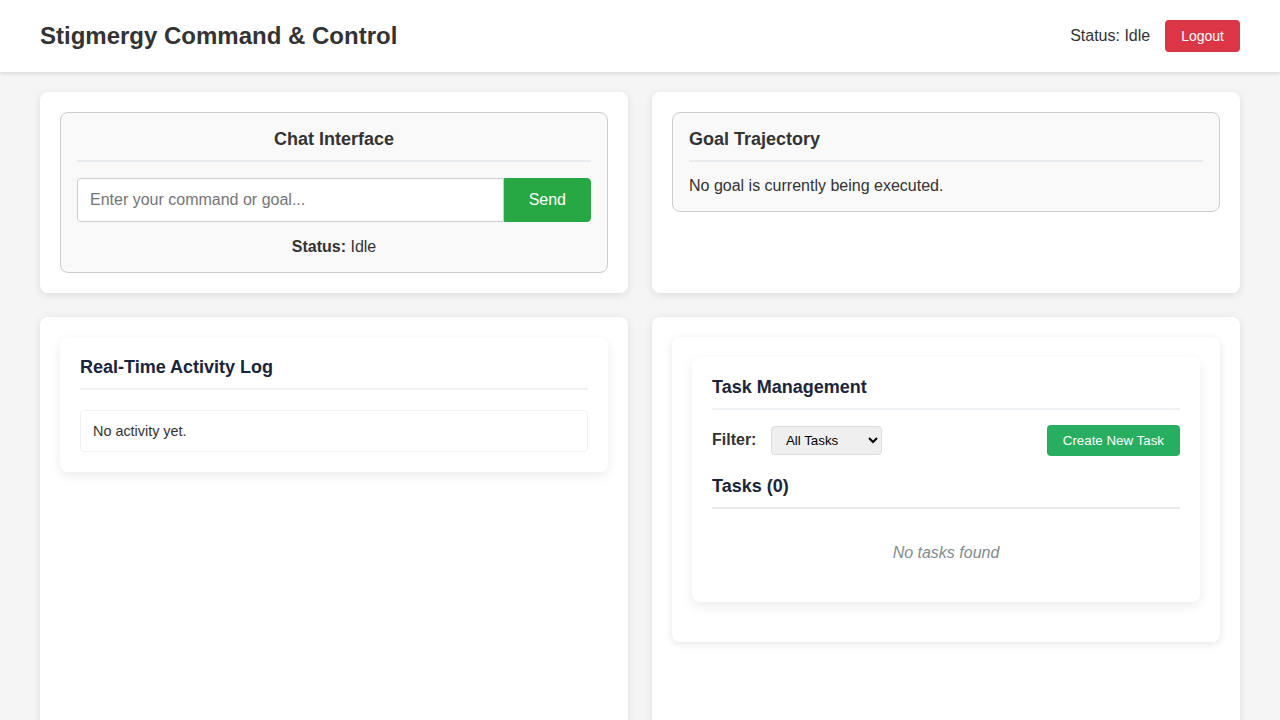 Stigmergy Command & Control
Status: Idle
Logout
Chat Interface
Enter your command or goal...
Send
Status: Idle
Goal Trajectory
No goal is currently being executed.
Real-Time Activity Log
No activity yet.
Task Management
Filter:
All Tasks
Create New Task
Tasks (0)
No tasks found